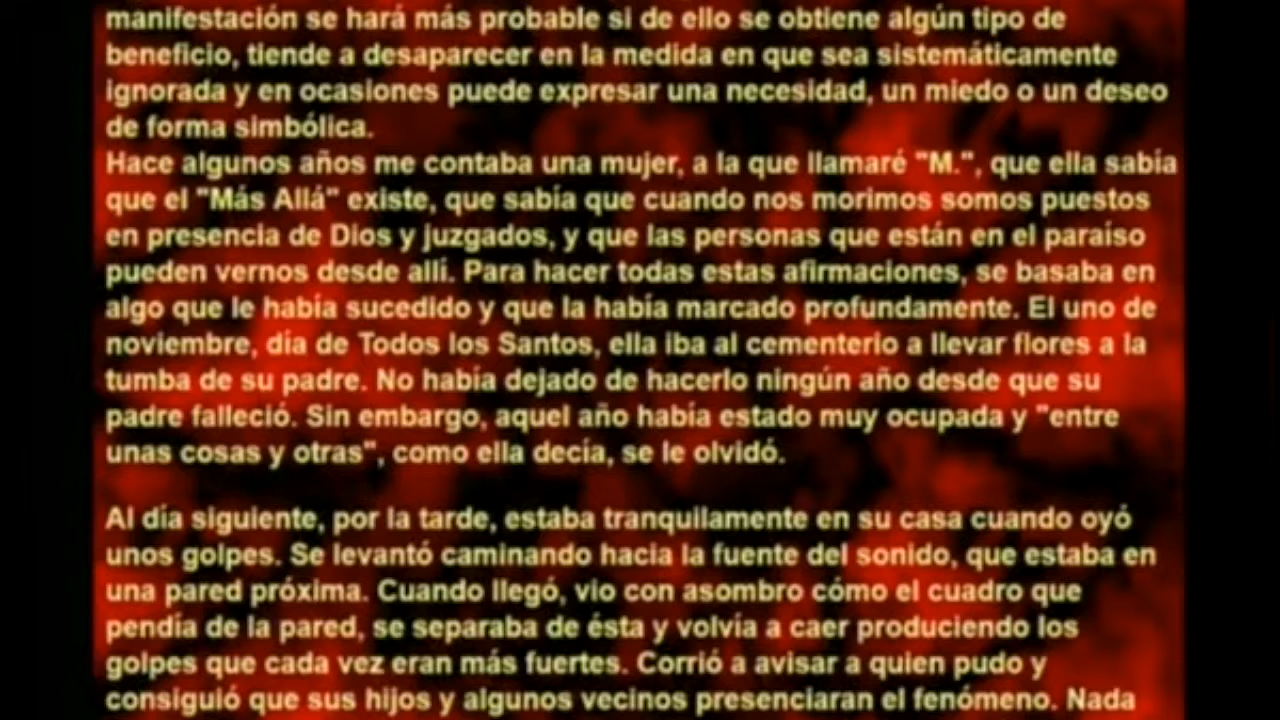 manifestación se hará más probable si de ello se obtiene algún tipo de
beneficio, tiende a desaparecer en la medida en que sea sistemáticamente
ignorada y en ocasiones puede expresar una necesidad, un miedo o un deseo
de forma simbólica.
Hace algunos años me contaba una mujer, a la que llamaré "M.", que ella sabía
que el "Más Allá" existe, que sabía que cuando nos morimos somos puestos
en presencia de Dios y juzgados, y que las personas que están en el paraíso
pueden vernos desde allí. Para hacer todas estas afirmaciones, se basaba en
algo que le había sucedido y que la había marcado profundamente. El uno de
noviembre, día de Todos los Santos, ella iba al cementerio a llevar flores a la
tumba de su padre. No había dejado de hacerlo ningún año desde que su
padre falleció. Sin embargo, aquel año había estado muy ocupada y "entre
unas cosas y otras", como ella decía, se le olvidó.
Al día siguiente, por la tarde, estaba tranquilamente en su casa cuando oyó
unos golpes. Se levantó caminando hacia la fuente del sonido, que estaba en
una pared próxima. Cuando llegó, vio con asombro cómo el cuadro que
pendía de la pared, se separaba de ésta y volvía a caer produciendo los
golpes que cada vez eran más fuertes. Corrió a avisar a quien pudo y
consiguió que sus hijos y algunos vecinos presenciaran el fenómeno. Nada